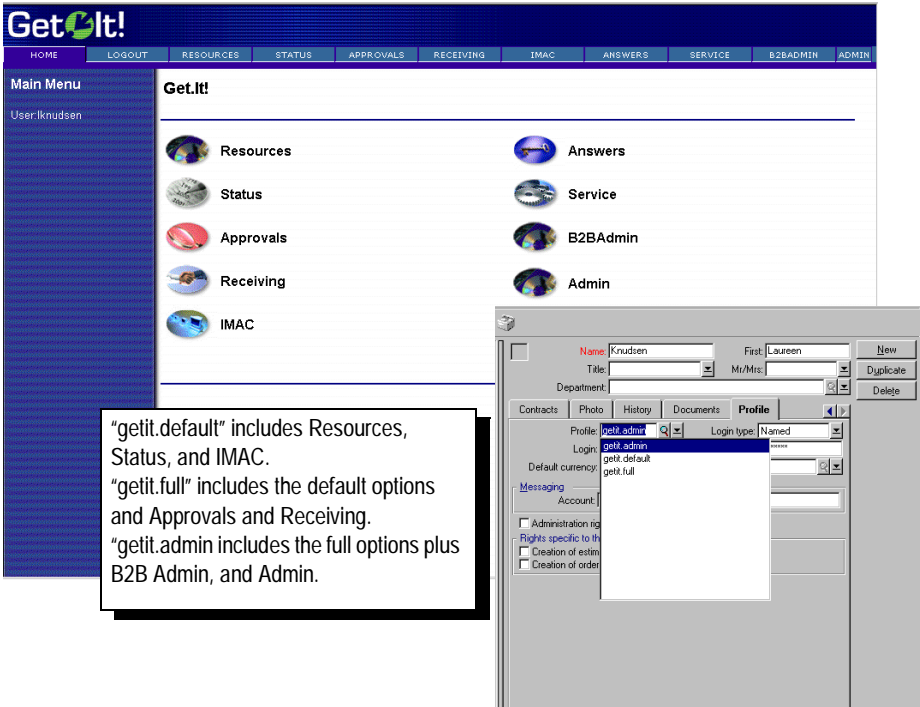 Get It!
HOME LOGOUT RESOURCES STATUS APPROVALS RECEIVING IMAC ANSWERS SERVICE B2BADMIN ADMIN
Main Menu
User:lknudsen
Get.It!
Resources
Status
Approvals
Receiving
IMAC
Answers
Service
B2BAdmin
Admin
“getit.default” includes Resources,
Status, and IMAC.
“getit.full” includes the default options
and Approvals and Receiving.
“getit.admin includes the full options plus
B2B Admin, and Admin.
Name: Knudsen First: Laureen New
Title: Mr/Mrs: Duplicate
Department: Delete
Contracts Photo History Documents Profile
Profile: getit.admin Login type: Named
Login: *****
getit.admin
getit.default
getit.full
Default currency:
Messaging
Account:
Administration rig
Rights specific to th
Creation of estim
Creation of order